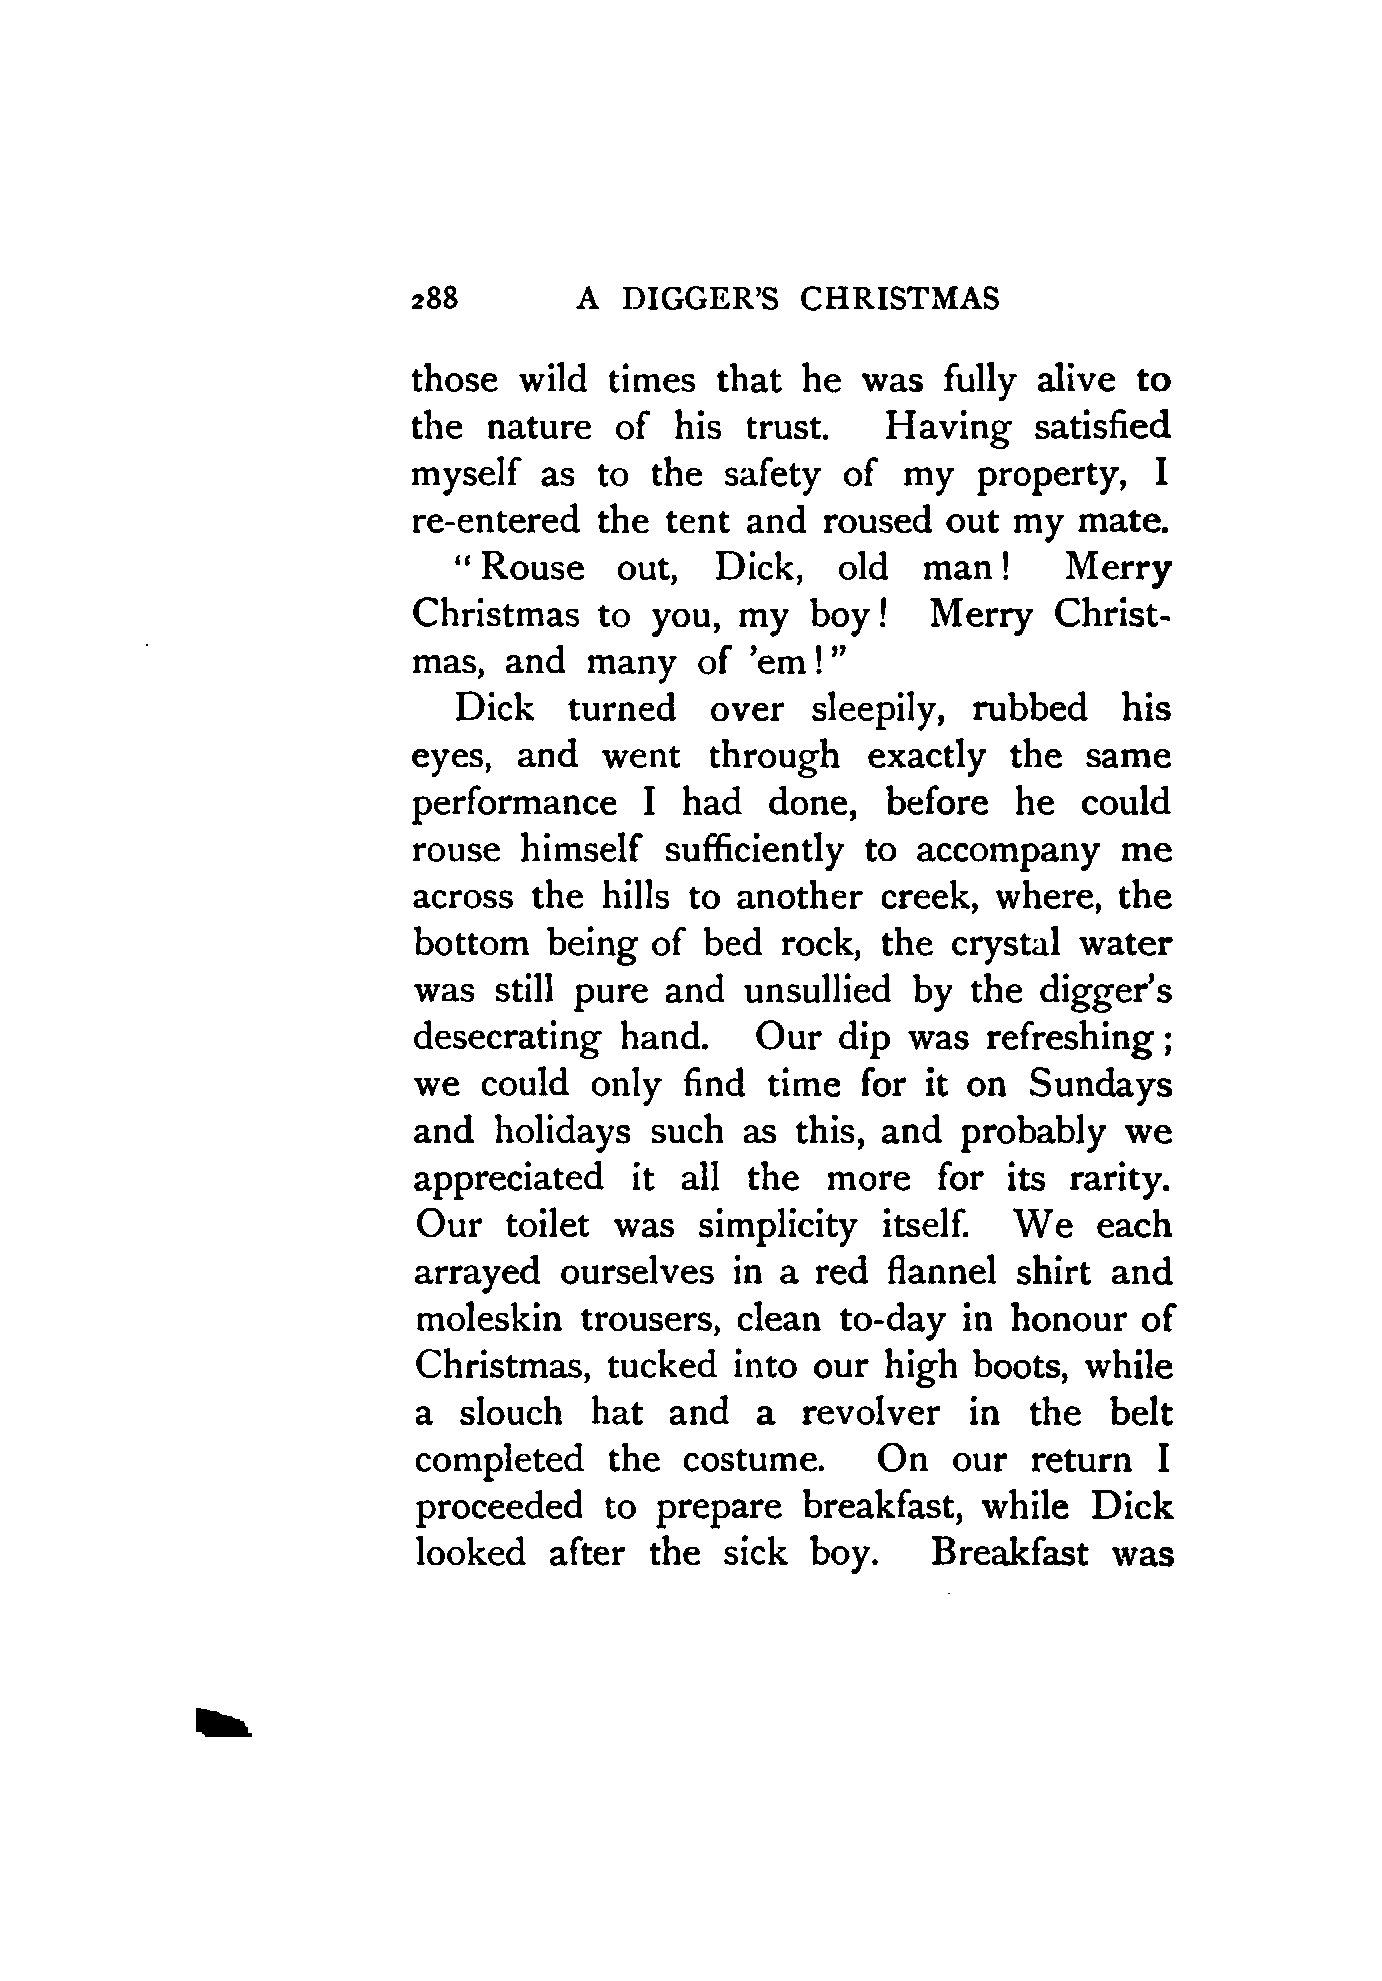 288 A DIGGER'S CHRISTMAS
those wild times that he was fully alive to
the nature of his trust. Having satisfied
myself as to the safety of my property, I
re-entered the tent and roused out my mate.
“ Rouse out, Dick, old man ! Merry
Christmas to you, my boy ! Merry Christ-
mas, and many of ’em ! ”
Dick turned over sleepily, rubbed his
eyes, and went through exactly the same
performance I had done, before he could
rouse himself sufficiently to accompany me
across the hills to another creek, where, the
bottom being of bed rock, the crystal water
was still pure and unsullied by the digger’s
desecrating hand. Our dip was refreshing ;
we could only find time for it on Sundays
and holidays such as this, and probably we
appreciated it all the more for its rarity.
Our toilet was simplicity itself. We each
arrayed ourselves in a red flannel shirt and
moleskin trousers, clean to-day in honour of
Christmas, tucked into our high boots, while
a slouch hat and a revolver in the belt
completed the costume. On our return I
proceeded to prepare breakfast, while Dick
looked after the sick boy. Breakfast was